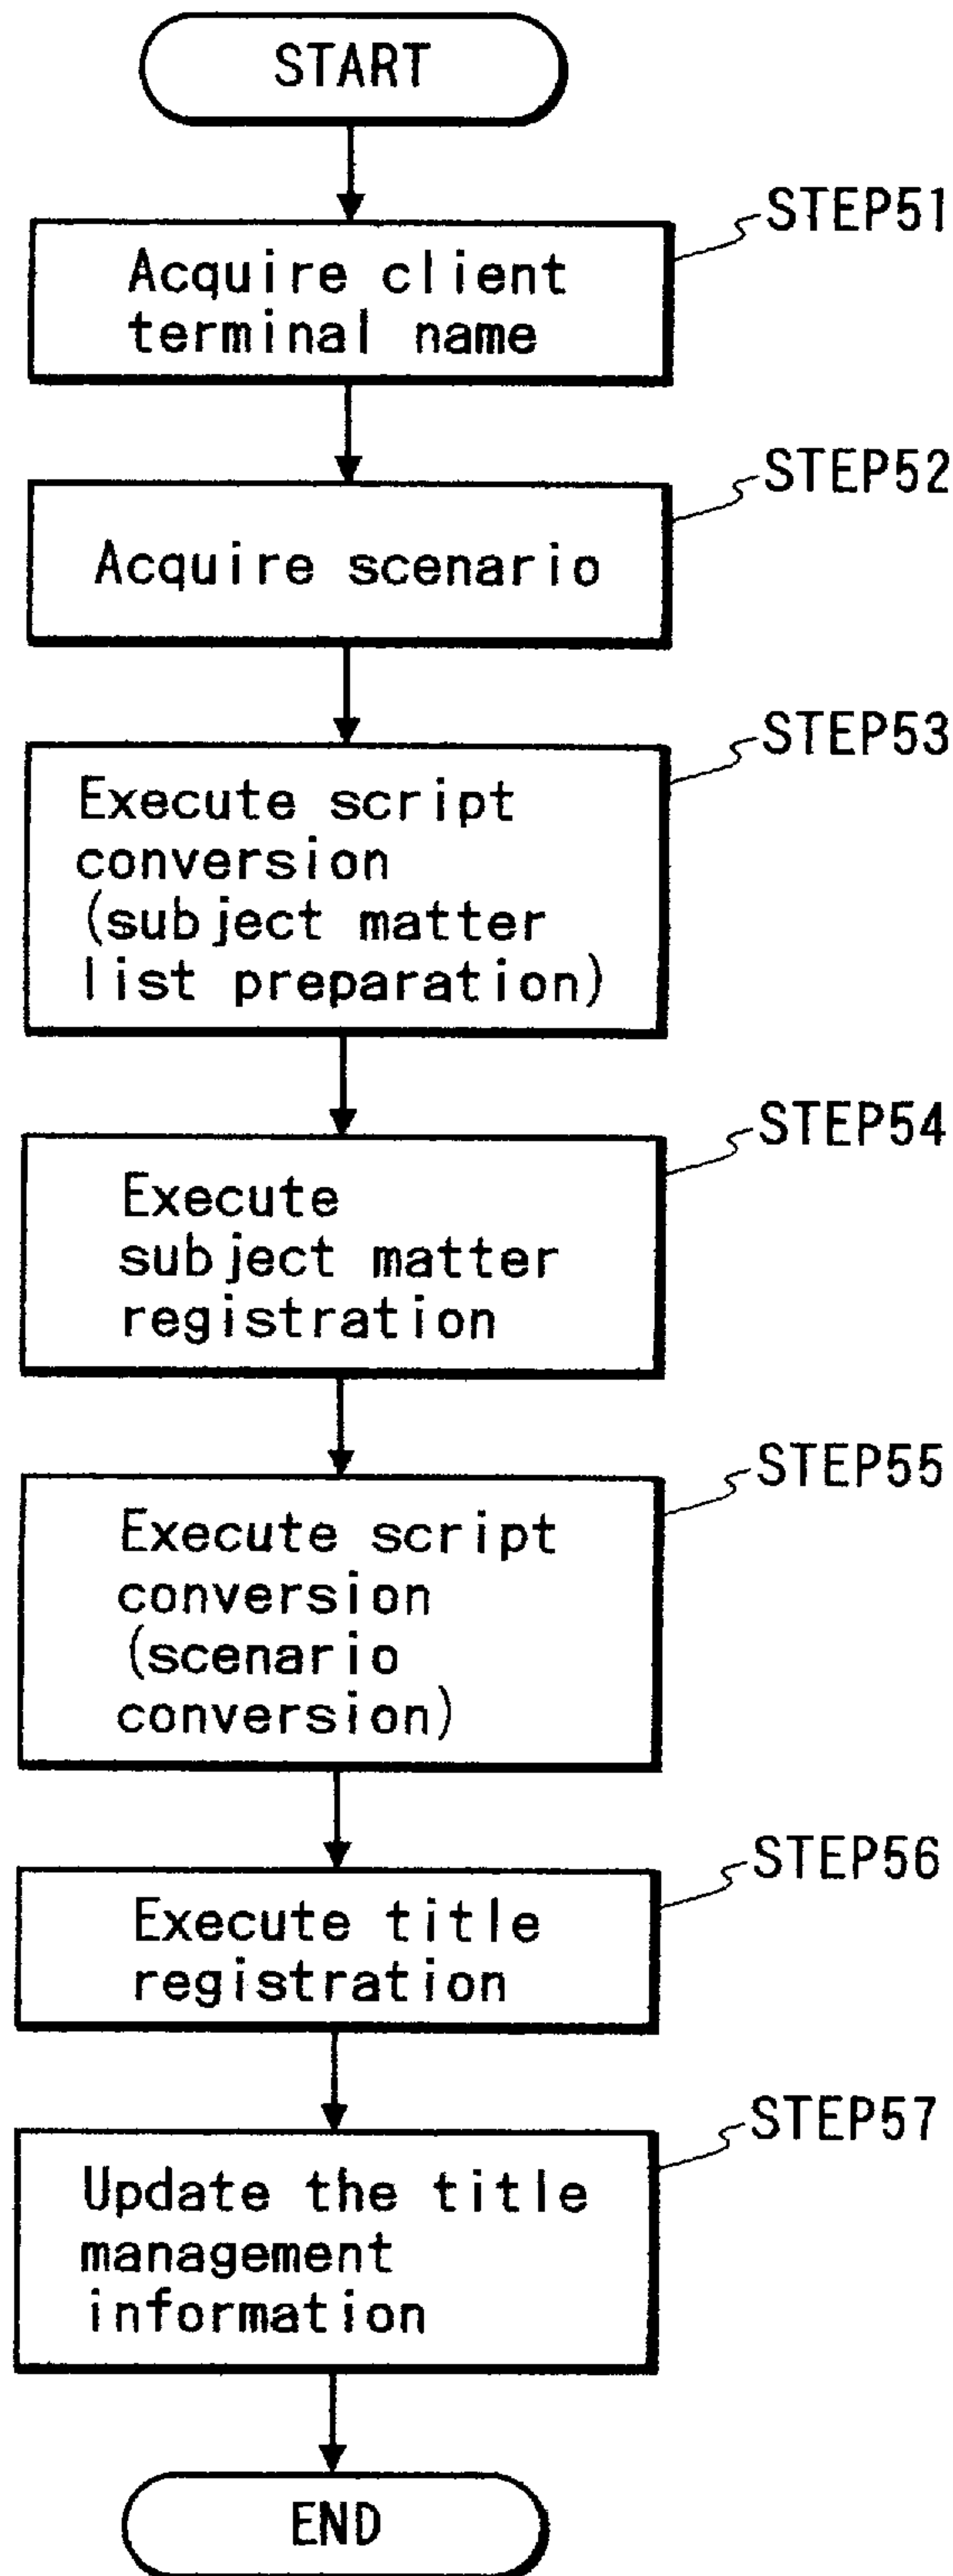 START
STEP51
Acquire client
terminal name
STEP52
Acquire scenario
STEP53
Execute script
conversion
(subject matter
list preparation)
STEP54
Execute
subject matter
registration
STEP55
Execute script
conversion
(scenario
conversion)
STEP56
Execute title
registration
STEP57
Update the title
management
information
END